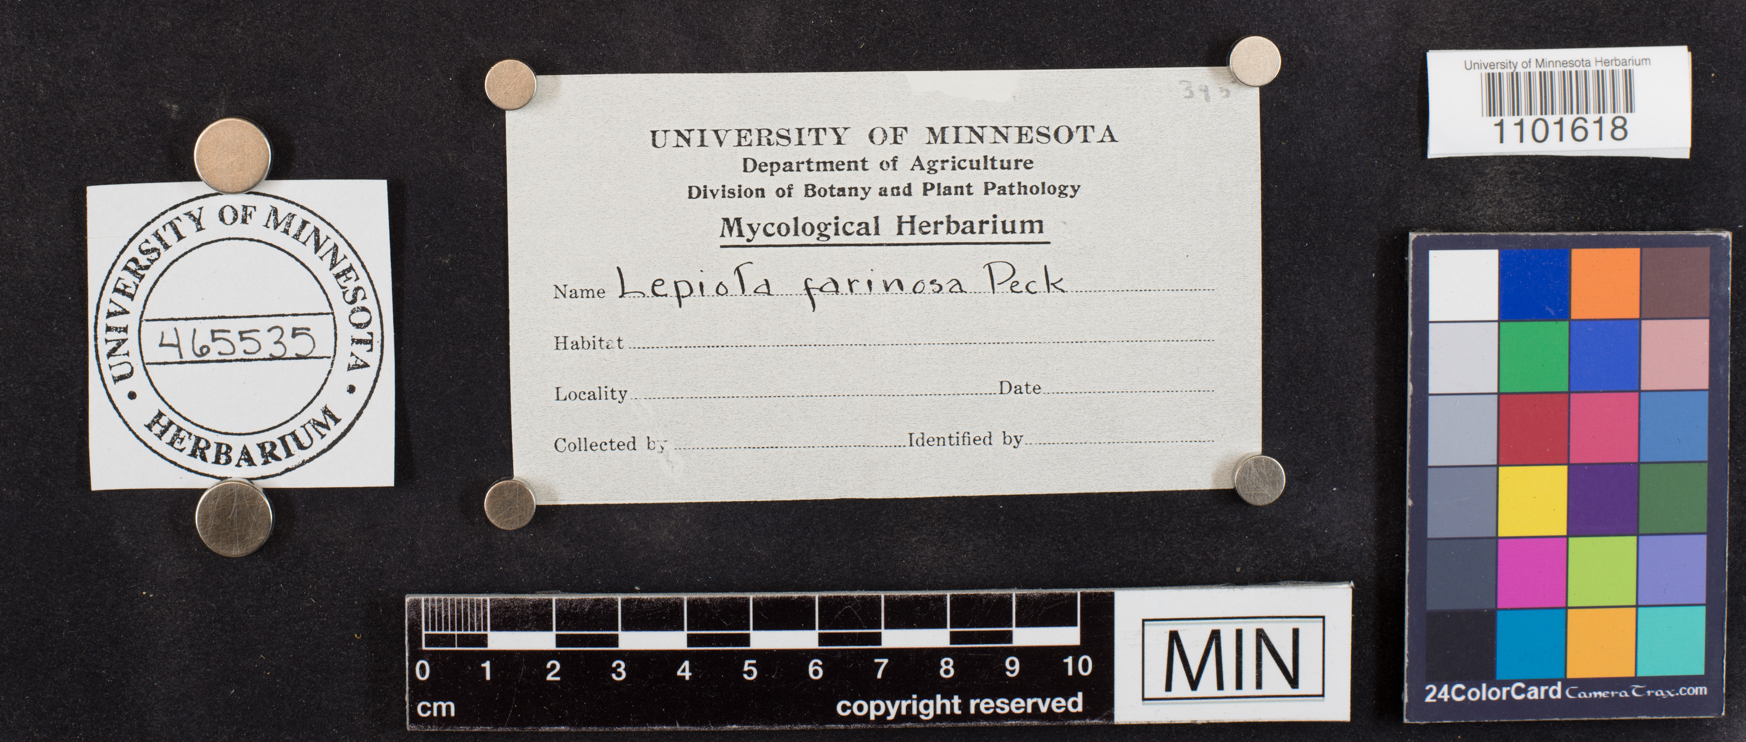 UNIVERSITY OF MINNESOTA
465535
HERBARIUM
UNIVERSITY OF MINNESOTA
Department of Agriculture
Division of Botany and Plant Pathology
Mycological Herbarium
Name Lepiota farinosa Peck
Habitat
Locality Date
Collected by Identified by
University of Minnesota Herbarium
1101618
0 1 2 3 4 5 6 7 8 9 10
cm copyright reserved
MIN
24ColorCard CameraTrax.com